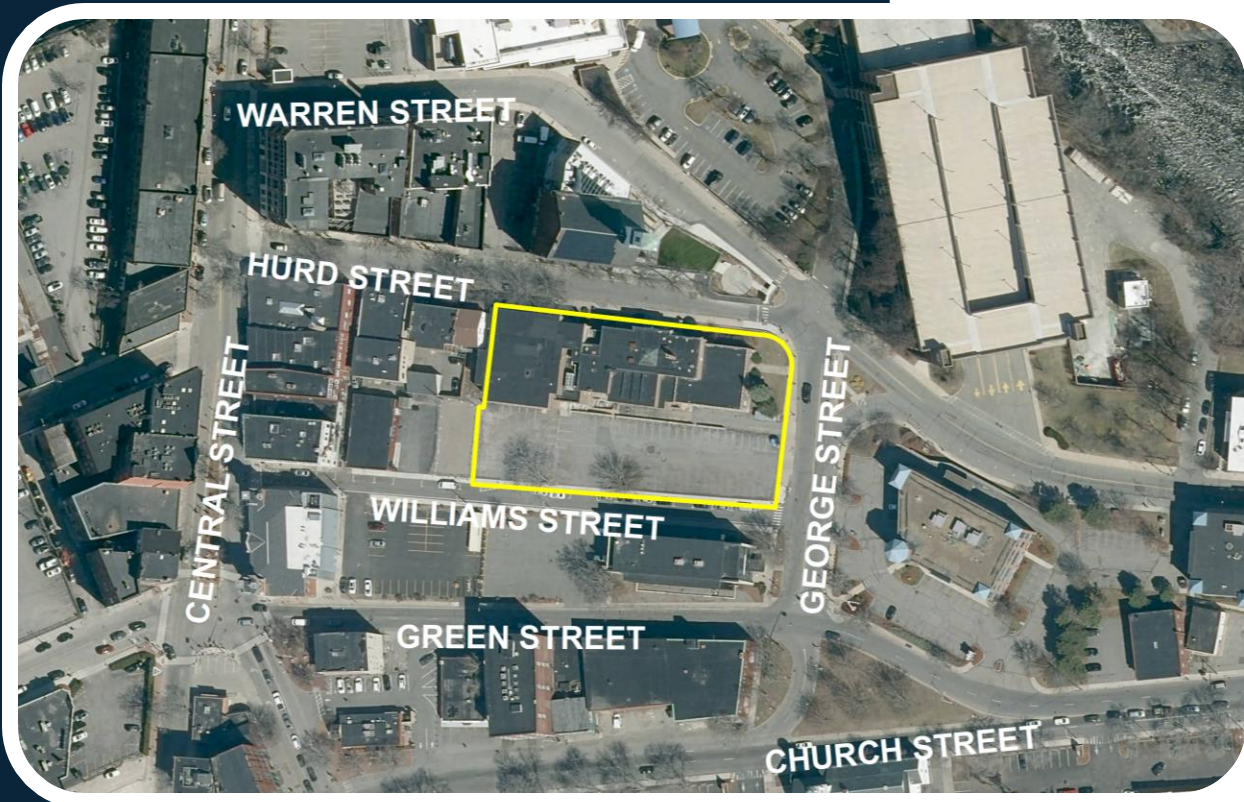 WARREN STREET
HURD STREET
CENTRAL STREET
GEORGE STREET
WILLIAMS STREET
GREEN STREET
CHURCH STREET